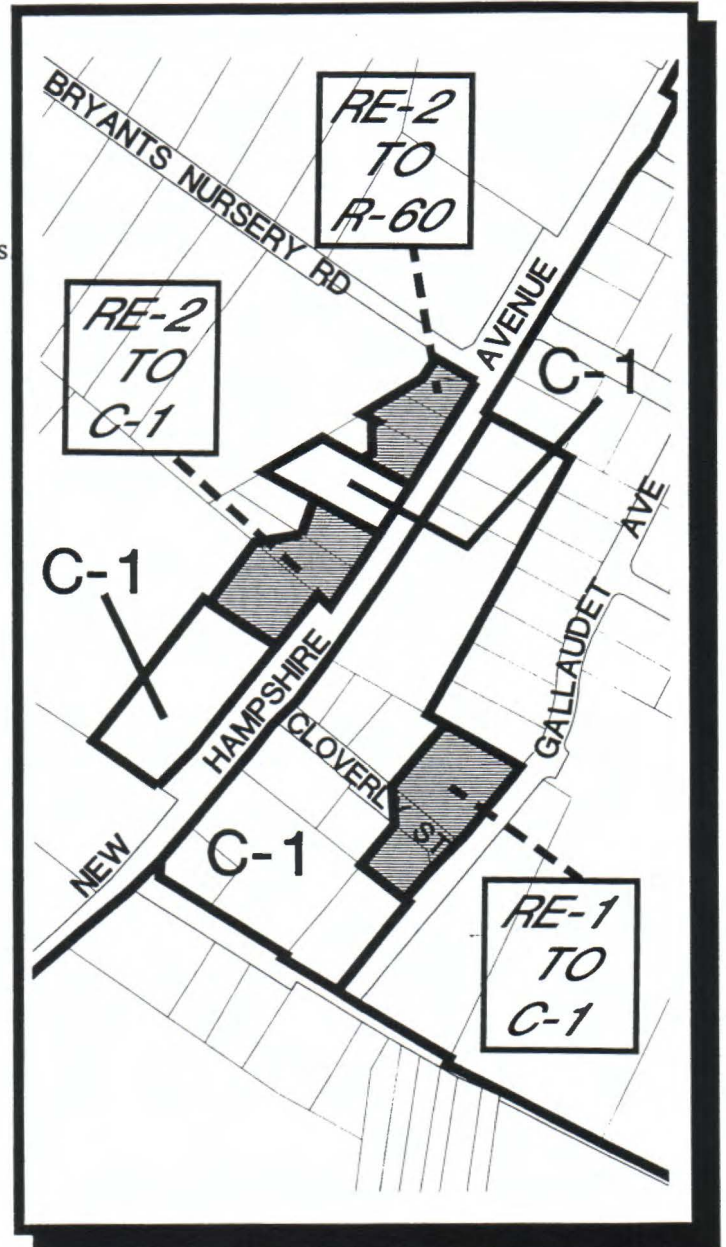 BRYANTS NURSERY RD
RE-2
TO
R-60
s
AVENUE
RE-2
TO
C-1
C-1
C-1
AVE
GALLAUDET
HAMPSHIRE
CLOVERLY ST
C-1
NEW
RE-1
TO
C-1